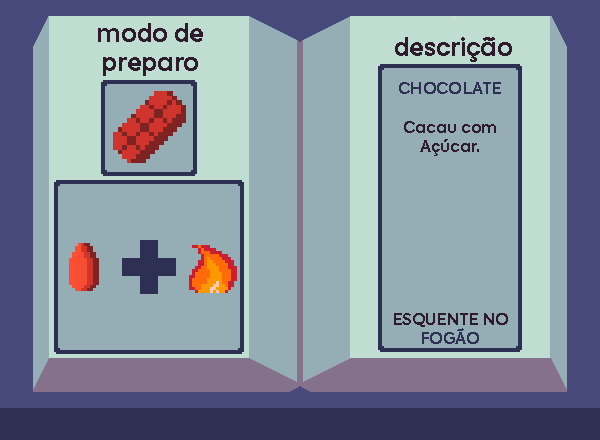 modo de
preparo
descrição
CHOCOLATE
Cacau com
Açúcar.
ESQUENTE NO
FOGÃO